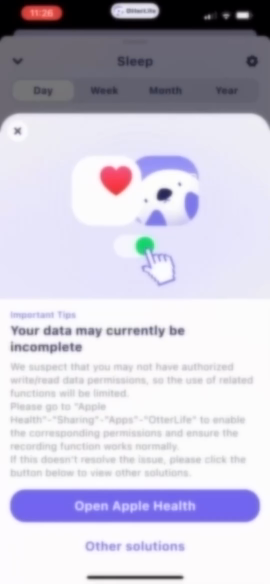 11:26
OtterLife
Sleep
Day Week Month Year
Important Tips
Your data may currently be
incomplete
We suspect that you may not have authorized
write/read data permissions, so the use of related
functions will be limited.
Please go to "Apple
Health"-"Sharing"-"Apps"-"OtterLife" to enable
the corresponding permissions and ensure the
recording function works normally.
If this doesn't resolve the issue, please click the
button below to view other solutions.
Open Apple Health
Other solutions